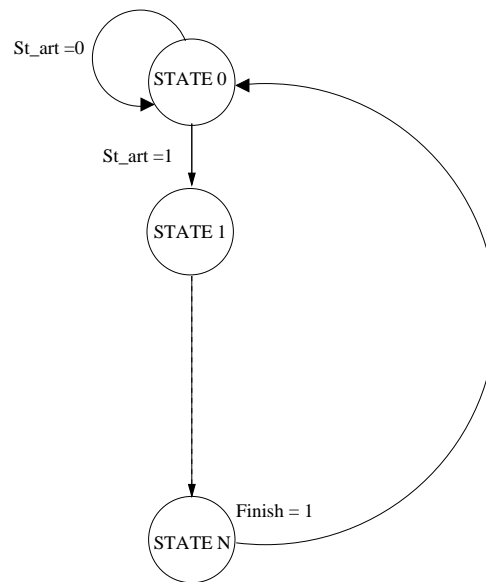 St_art =0
STATE 0
St_art =1
STATE 1
Finish = 1
STATE N